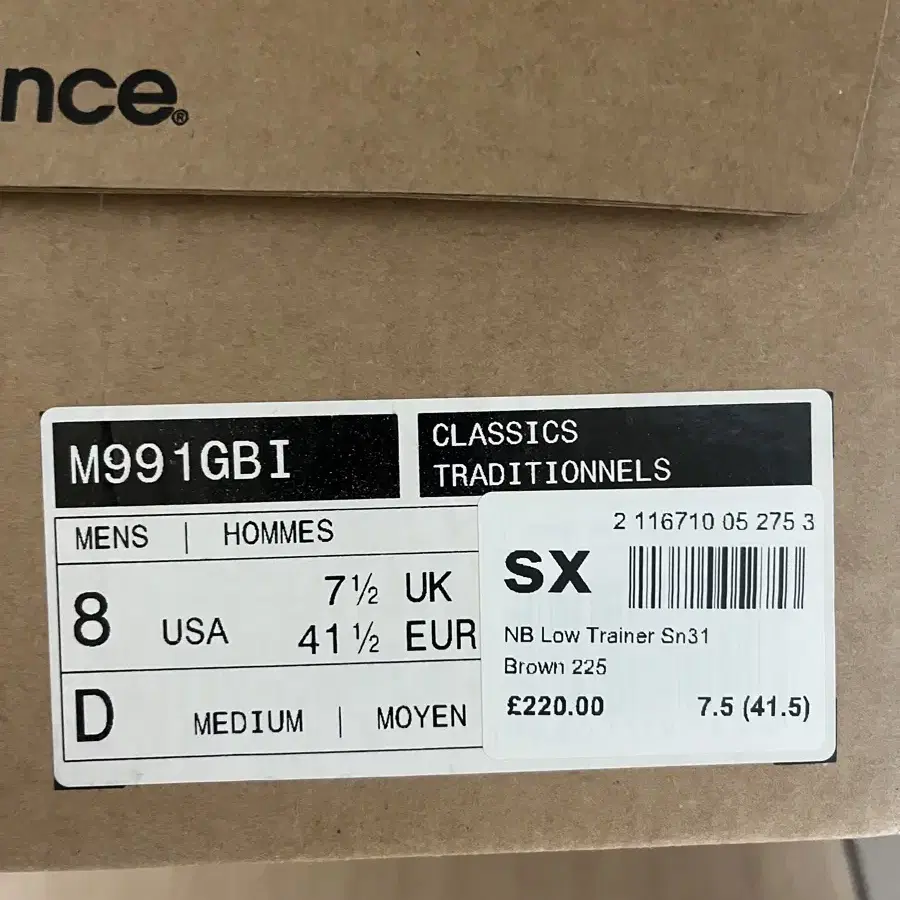 nce®
M991GBI
CLASSICS
TRADITIONNELS
MENS | HOMMES
8 USA 7½ UK
41½ EUR
D MEDIUM | MOYEN
2 116710 05 275 3
SX
NB Low Trainer Sn31
Brown 225
£220.00 7.5 (41.5)